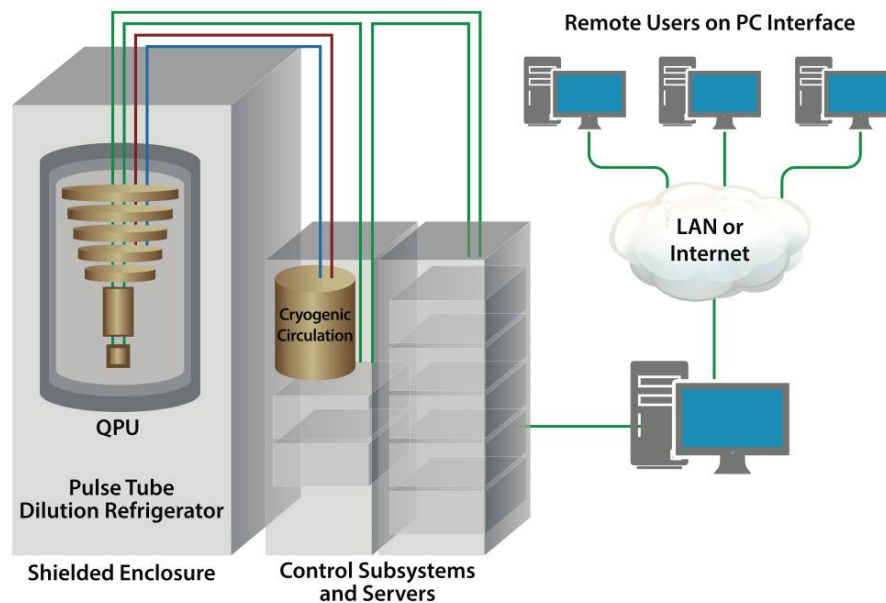 Remote Users on PC Interface
LAN or
Internet
Cryogenic
Circulation
QPU
Pulse Tube
Dilution Refrigerator
Shielded Enclosure
Control Subsystems
and Servers